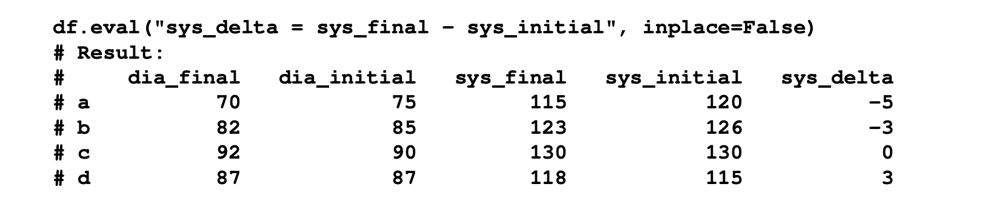 df.eval("sys_delta = sys_final - sys_initial", inplace=False)
# Result:
#     dia_final   dia_initial   sys_final   sys_initial   sys_delta
# a          70            75         115           120          -5
# b          82            85         123           126          -3
# c          92            90         130           130           0
# d          87            87         118           115           3